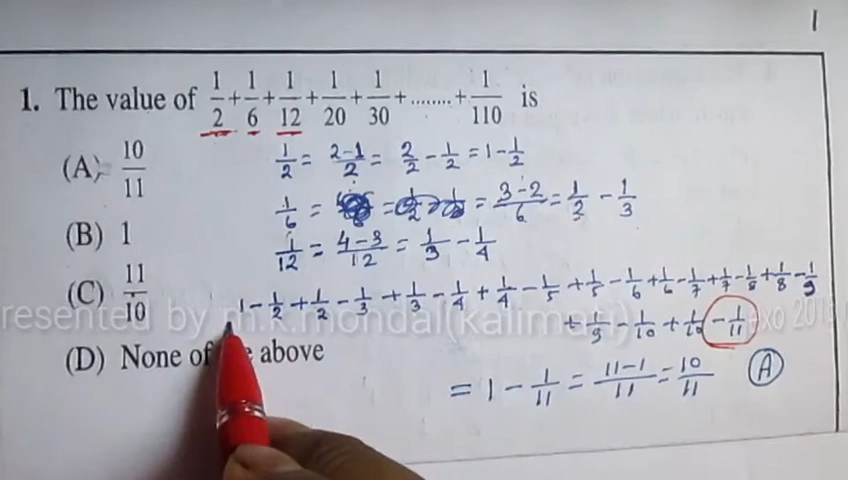 1
1. The value of 1/2 + 1/6 + 1/12 + 1/20 + 1/30 + ........ + 1/110 is
(A) 10/11
1/2 = 2-1/2 = 2/2 - 1/2 = 1 - 1/2
1/6 = = = 3-2/6 = 1/2 - 1/3
(B) 1
1/12 = 4-3/12 = 1/3 - 1/4
(C) 11/10
1 - 1/2 + 1/2 - 1/3 + 1/3 - 1/4 + 1/4 - 1/5 + 1/5 - 1/6 + 1/6 - 1/7 + 1/7 - 1/8 + 1/8 - 1/9
+ 1/9 - 1/10 + 1/10 - 1/11
resented by m.k.mondal(kalimati)
(D) None of above
= 1 - 1/11 = 11-1/11 = 10/11 (A)